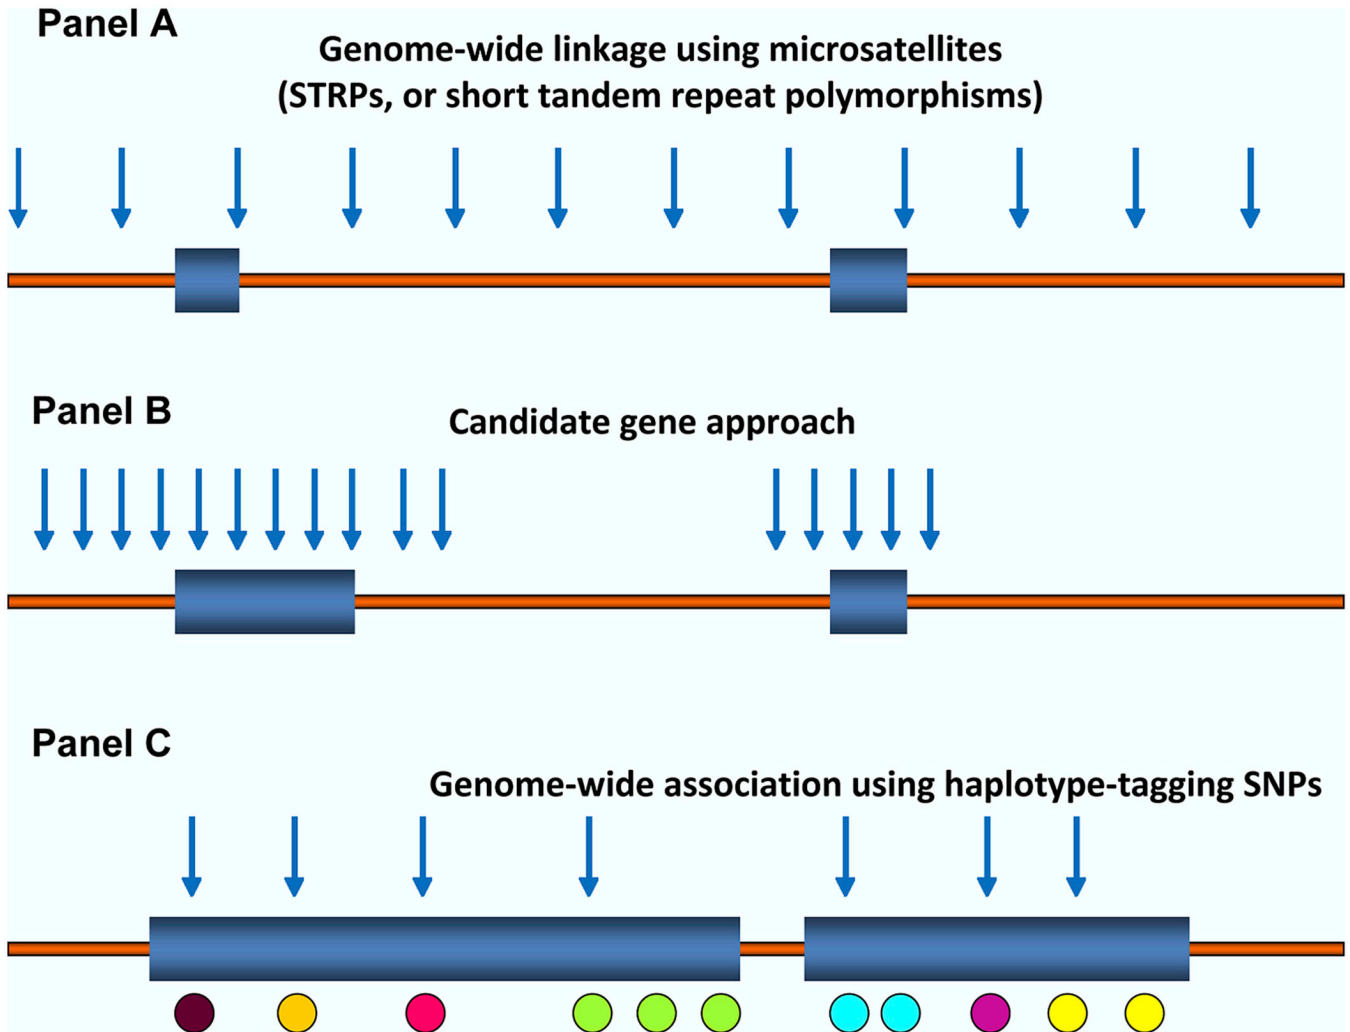 Panel A
Genome-wide linkage using microsatellites
(STRPs, or short tandem repeat polymorphisms)
Panel B
Candidate gene approach
Panel C
Genome-wide association using haplotype-tagging SNPs